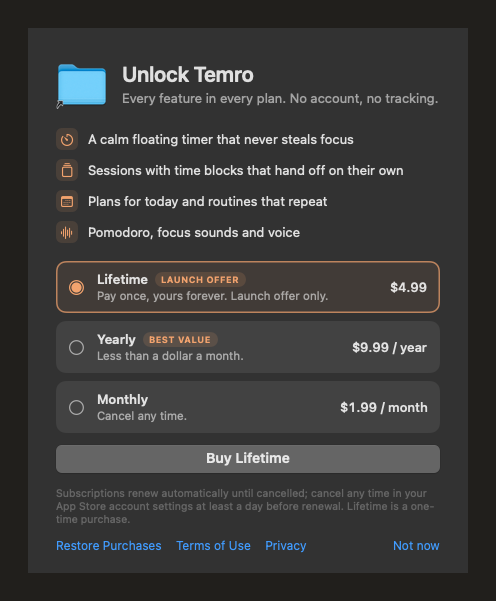 Unlock Temro
Every feature in every plan. No account, no tracking.
A calm floating timer that never steals focus
Sessions with time blocks that hand off on their own
Plans for today and routines that repeat
Pomodoro, focus sounds and voice
Lifetime LAUNCH OFFER
Pay once, yours forever. Launch offer only.
$4.99
Yearly BEST VALUE
Less than a dollar a month.
$9.99 / year
Monthly
Cancel any time.
$1.99 / month
Buy Lifetime
Subscriptions renew automatically until cancelled; cancel any time in your
App Store account settings at least a day before renewal. Lifetime is a one-
time purchase.
Restore Purchases Terms of Use Privacy Not now